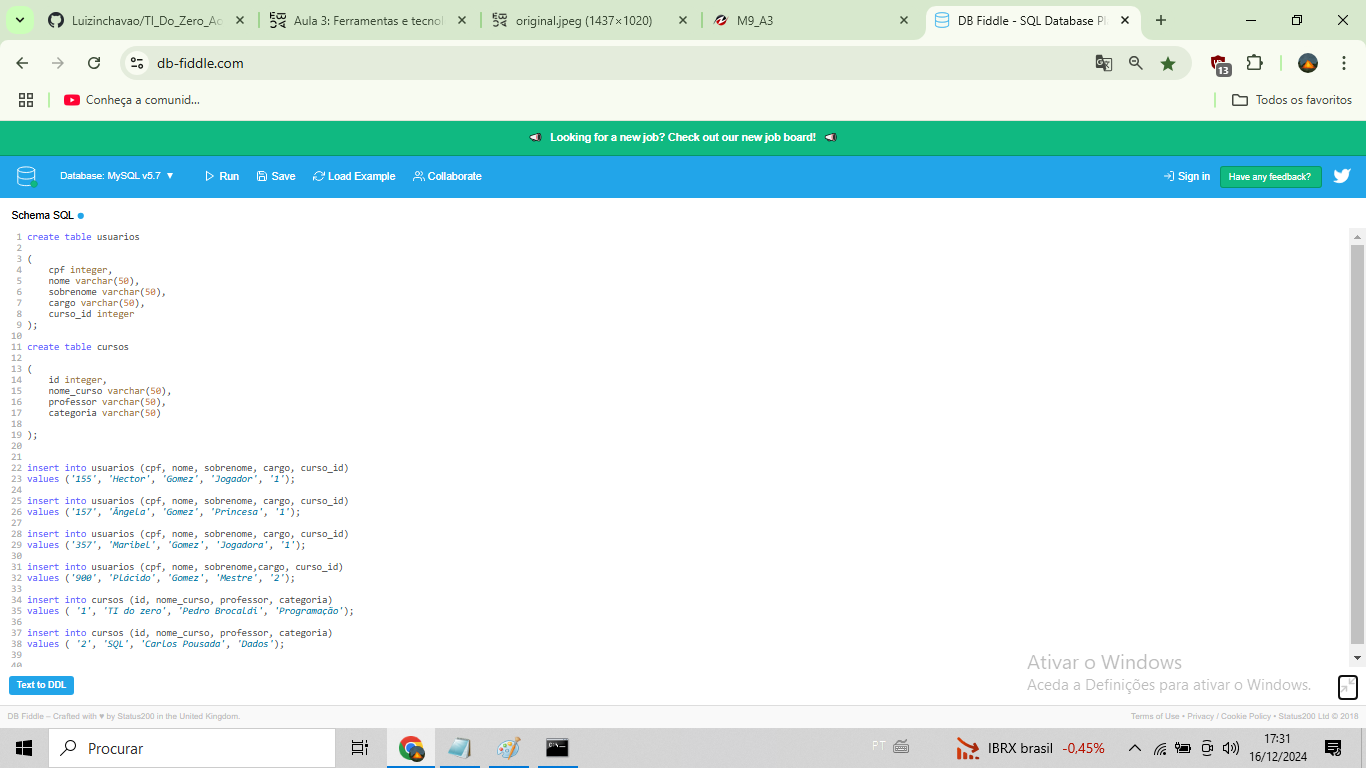 Luizinchavao/TI_Do_Zero_Ao
Aula 3: Ferramentas e tecnol
original.jpeg (1437×1020)
M9_A3
DB Fiddle - SQL Database Pl
db-fiddle.com
13
Conheça a comunid...
Todos os favoritos
Looking for a new job? Check out our new job board!
Database: MySQL v5.7 ▼
Run
Save
Load Example
Collaborate
Sign in
Have any feedback?
Schema SQL
1 create table usuarios
2
3 (
4 cpf integer,
5 nome varchar(50),
6 sobrenome varchar(50),
7 cargo varchar(50),
8 curso_id integer
9 );
10
11 create table cursos
12
13 (
14 id integer,
15 nome_curso varchar(50),
16 professor varchar(50),
17 categoria varchar(50)
18
19 );
20
21
22 insert into usuarios (cpf, nome, sobrenome, cargo, curso_id)
23 values ('155', 'Hector', 'Gomez', 'Jogador', '1');
24
25 insert into usuarios (cpf, nome, sobrenome, cargo, curso_id)
26 values ('157', 'Ângela', 'Gomez', 'Princesa', '1');
27
28 insert into usuarios (cpf, nome, sobrenome, cargo, curso_id)
29 values ('357', 'Maribel', 'Gomez', 'Jogadora', '1');
30
31 insert into usuarios (cpf, nome, sobrenome,cargo, curso_id)
32 values ('900', 'Plácido', 'Gomez', 'Mestre', '2');
33
34 insert into cursos (id, nome_curso, professor, categoria)
35 values ( '1', 'TI do zero', 'Pedro Brocaldi', 'Programação');
36
37 insert into cursos (id, nome_curso, professor, categoria)
38 values ( '2', 'SQL', 'Carlos Pousada', 'Dados');
39
40
Ativar o Windows
Aceda a Definições para ativar o Windows.
Text to DDL
DB Fiddle – Crafted with ♥ by Status200 in the United Kingdom.
Terms of Use • Privacy / Cookie Policy • Status200 Ltd © 2018
Procurar
PT
IBRX brasil -0,45%
17:31
16/12/2024